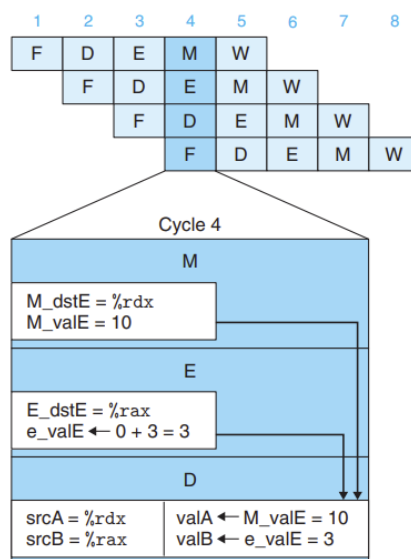 1 2 3 4 5 6 7 8
F D E M W
F D E M W
F D E M W
F D E M W
Cycle 4
M
M_dstE = %rdx
M_valE = 10
E
E_dstE = %rax
e_valE ← 0 + 3 = 3
D
srcA = %rdx valA ← M_valE = 10
srcB = %rax valB ← e_valE = 3